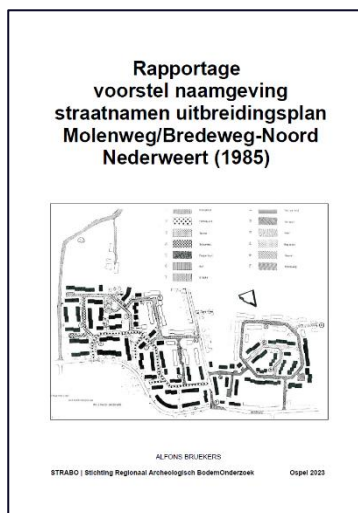 Rapportage
voorstel naamgeving
straatnamen uitbreidingsplan
Molenweg/Bredeweg-Noord
Nederweert (1985)
ALFONS BRUEKERS
STRABO | Stichting Regionaal Archeologisch BodemOnderzoek Ospel 2023